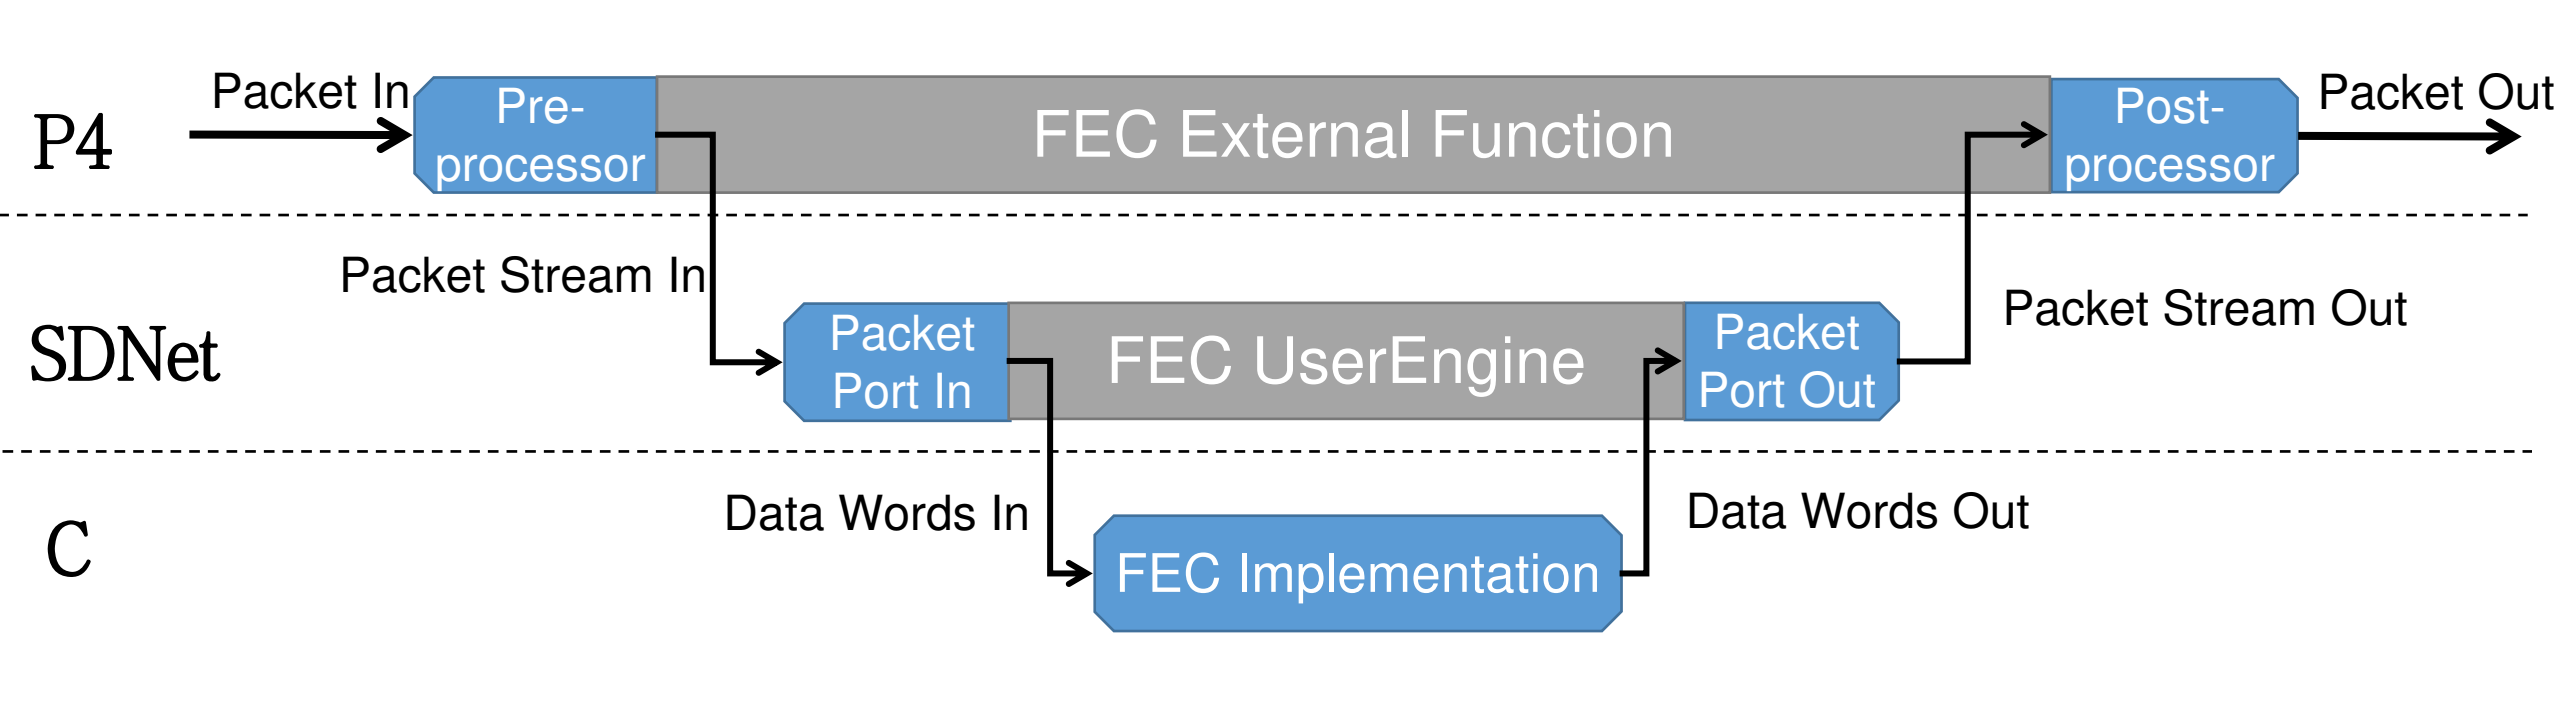 Packet In
Pre-
processor
FEC External Function
Post-
processor
Packet Out
P4
Packet Stream In
Packet Stream Out
SDNet
Packet
Port In
FEC UserEngine
Packet
Port Out
Data Words In
Data Words Out
C
FEC Implementation